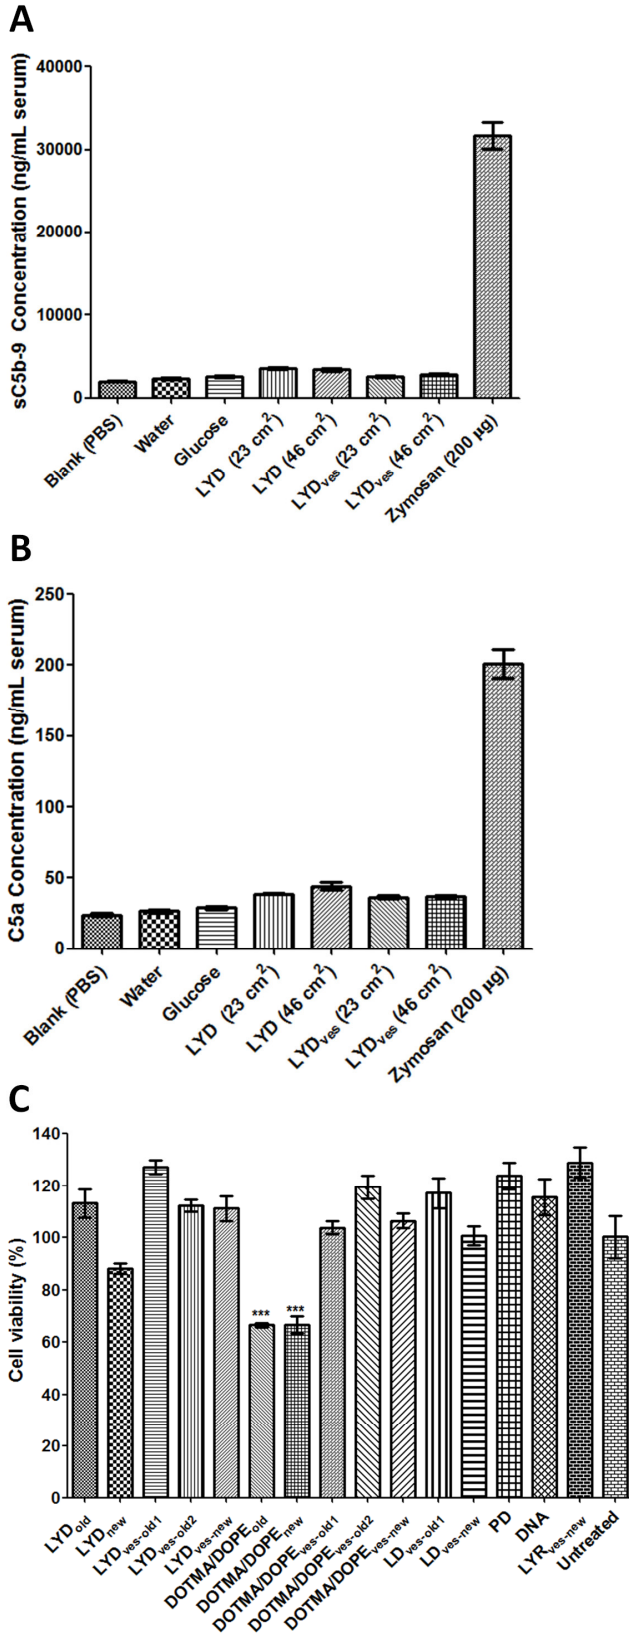 A
sC5b-9 Concentration (ng/mL serum)
40000
30000
20000
10000
0
Blank (PBS)
Water
Glucose
LYD (23 cm²)
LYD (46 cm²)
LYDves (23 cm²)
LYDves (46 cm²)
Zymosan (200 µg)
B
C5a Concentration (ng/mL serum)
250
200
150
100
50
0
Blank (PBS)
Water
Glucose
LYD (23 cm²)
LYD (46 cm²)
LYDves (23 cm²)
LYDves (46 cm²)
Zymosan (200 µg)
C
Cell viability (%)
140
120
100
80
60
40
20
0
***
***
LYDold
LYDnew
LYDves-old1
LYDves-old2
LYDves-new
DOTMA/DOPEold
DOTMA/DOPEnew
DOTMA/DOPEves-old1
DOTMA/DOPEves-old2
DOTMA/DOPEves-new
LDves-old1
LDves-new
PD
DNA
LYRves-new
Untreated